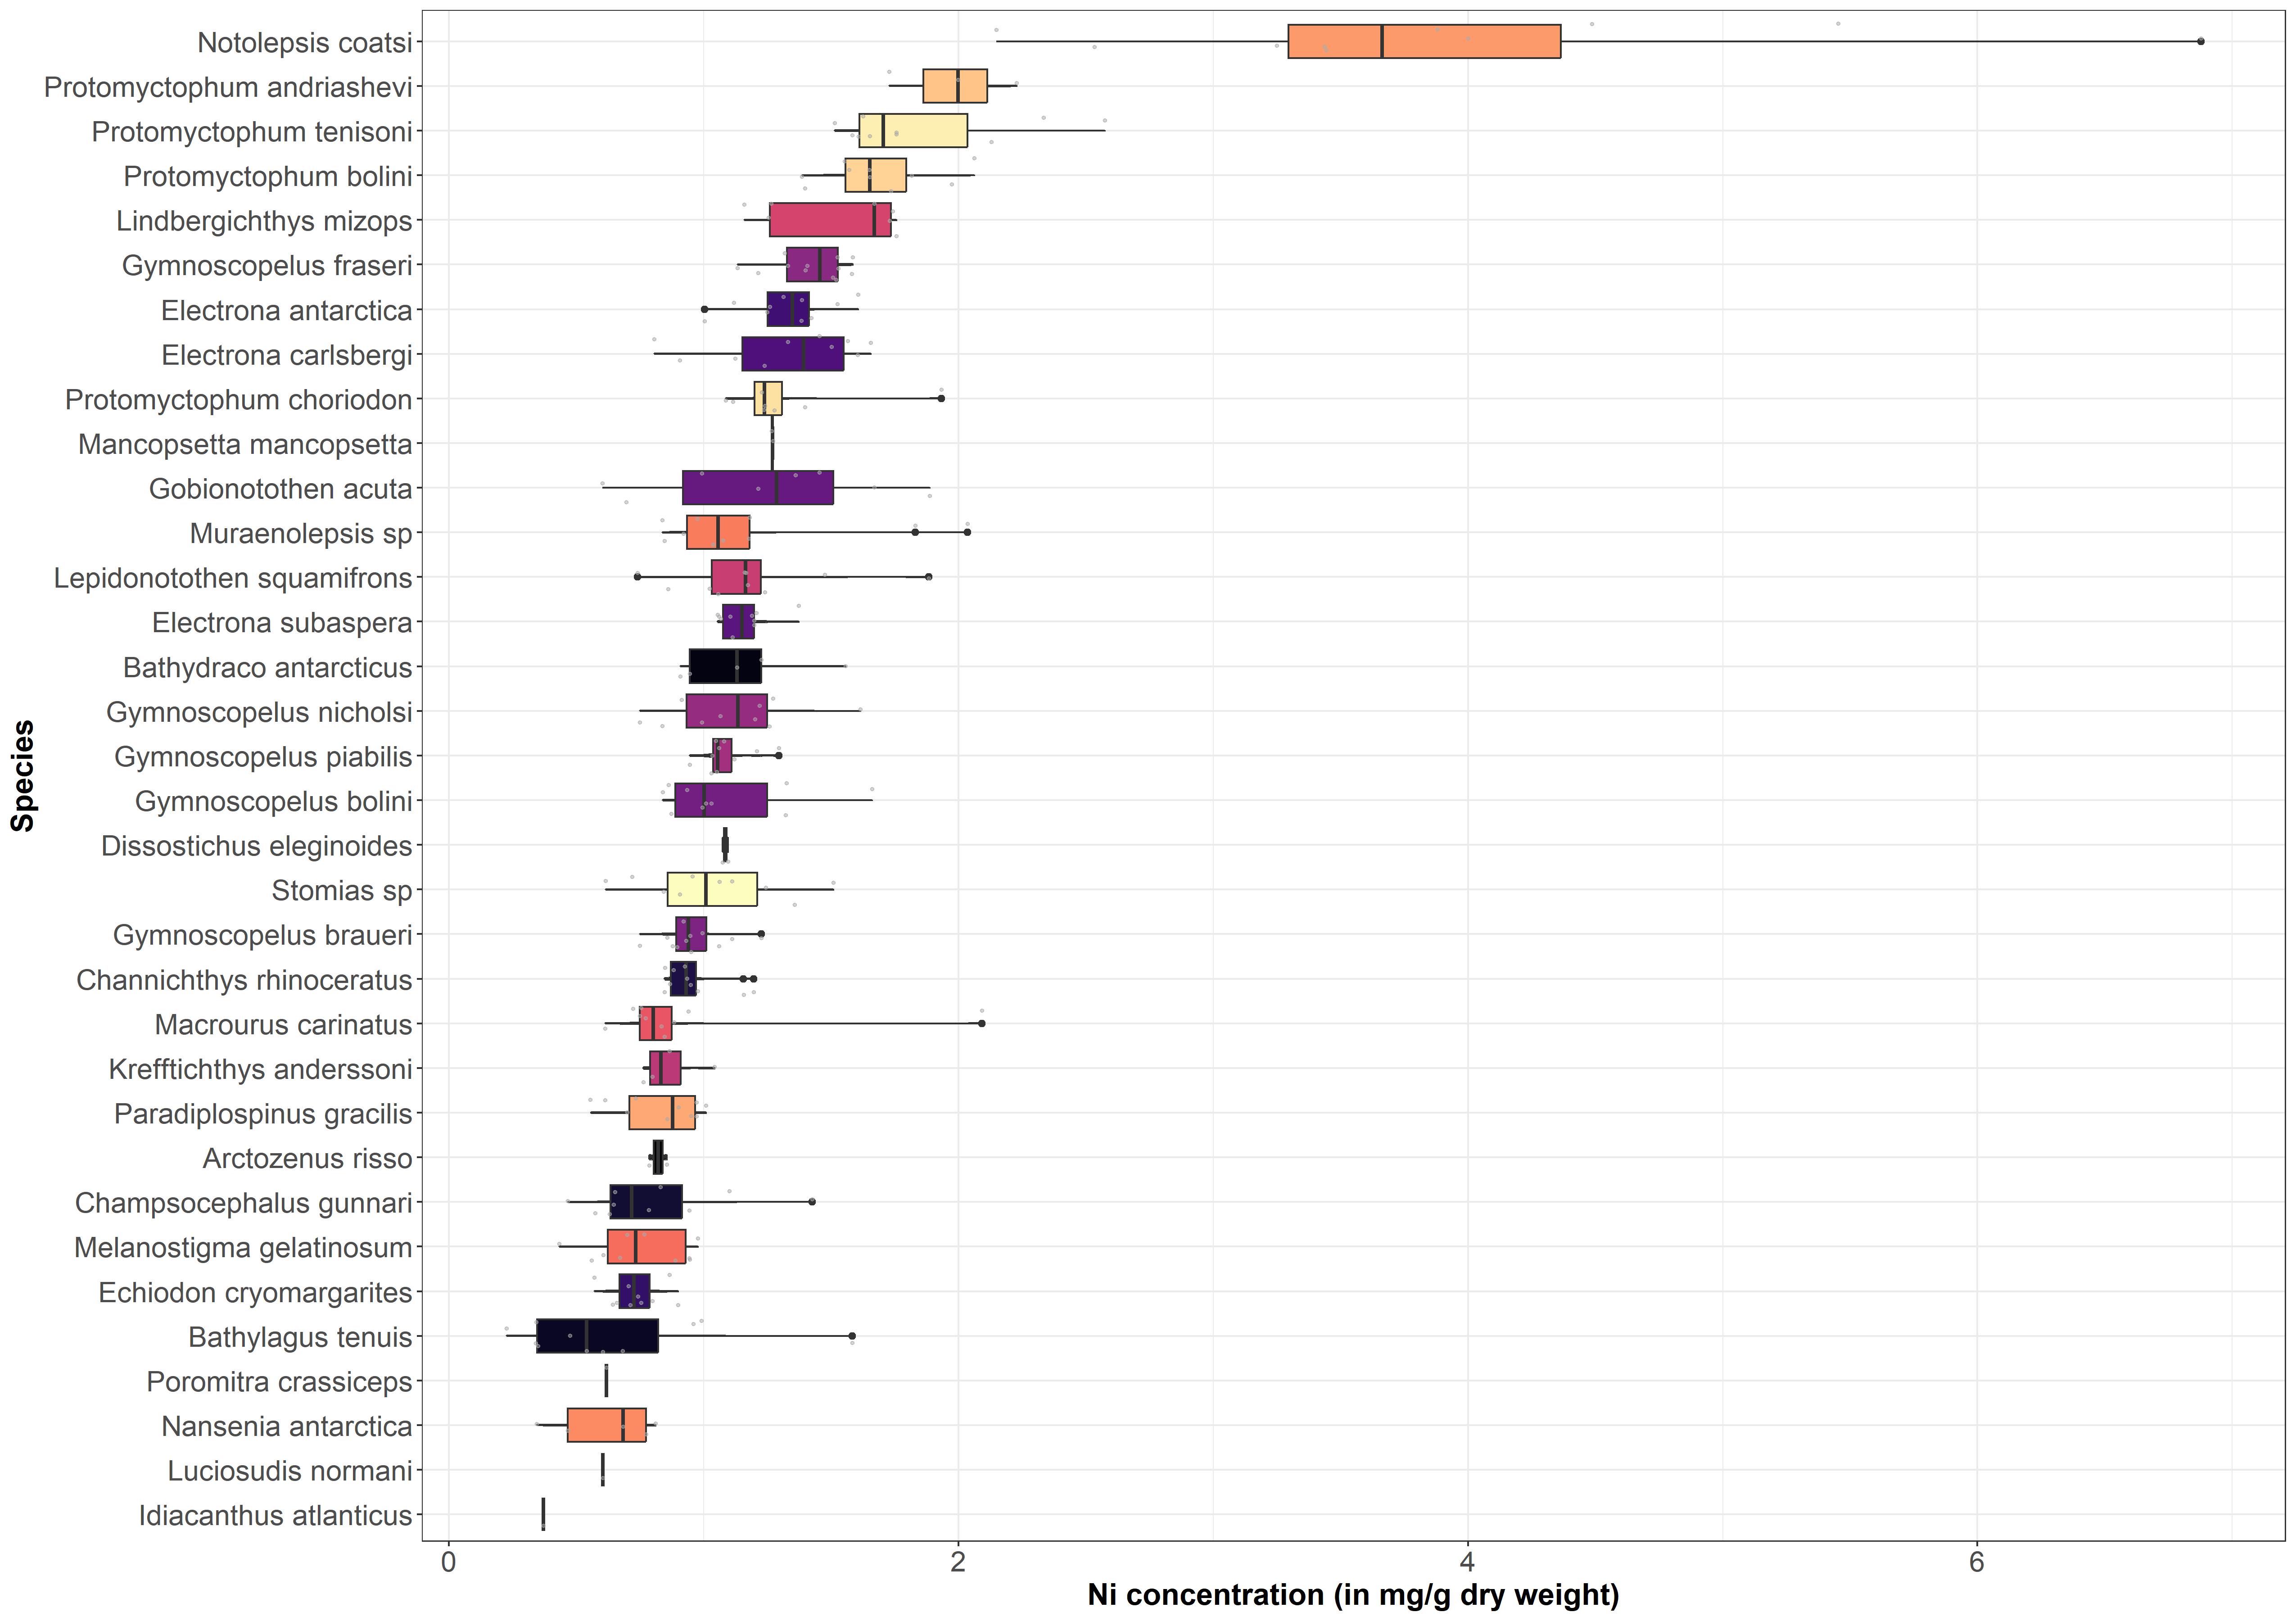 Notolepsis coatsi
Protomyctophum andriashevi
Protomyctophum tenisoni
Protomyctophum bolini
Lindbergichthys mizops
Gymnoscopelus fraseri
Electrona antarctica
Electrona carlsbergi
Protomyctophum choriodon
Mancopsetta mancopsetta
Gobionotothen acuta
Muraenolepsis sp
Lepidonotothen squamifrons
Electrona subaspera
Bathydraco antarcticus
Gymnoscopelus nicholsi
Gymnoscopelus piabilis
Gymnoscopelus bolini
Dissostichus eleginoides
Stomias sp
Gymnoscopelus braueri
Channichthys rhinoceratus
Macrourus carinatus
Krefftichthys anderssoni
Paradiplospinus gracilis
Arctozenus risso
Champsocephalus gunnari
Melanostigma gelatinosum
Echiodon cryomargarites
Bathylagus tenuis
Poromitra crassiceps
Nansenia antarctica
Luciosudis normani
Idiacanthus atlanticus
Species
0 2 4 6
Ni concentration (in mg/g dry weight)